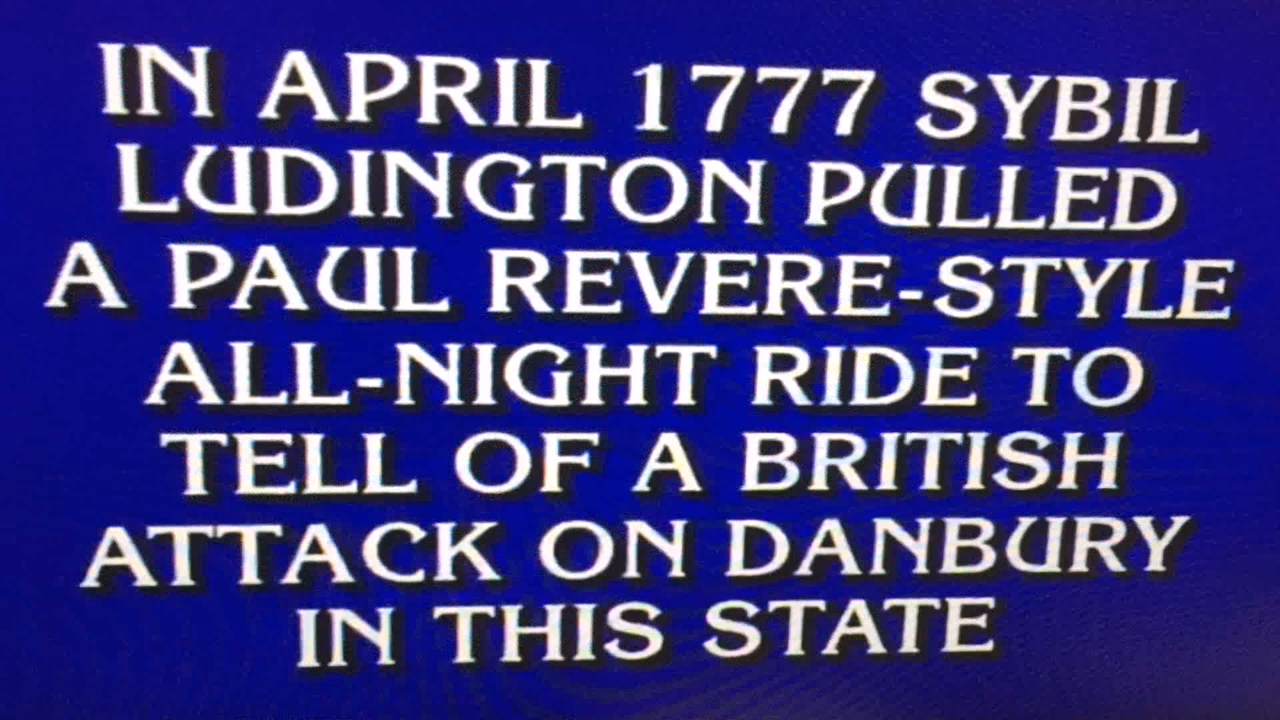 IN APRIL 1777 SYBIL
LUDINGTON PULLED
A PAUL REVERE-STYLE
ALL-NIGHT RIDE TO
TELL OF A BRITISH
ATTACK ON DANBURY
IN THIS STATE